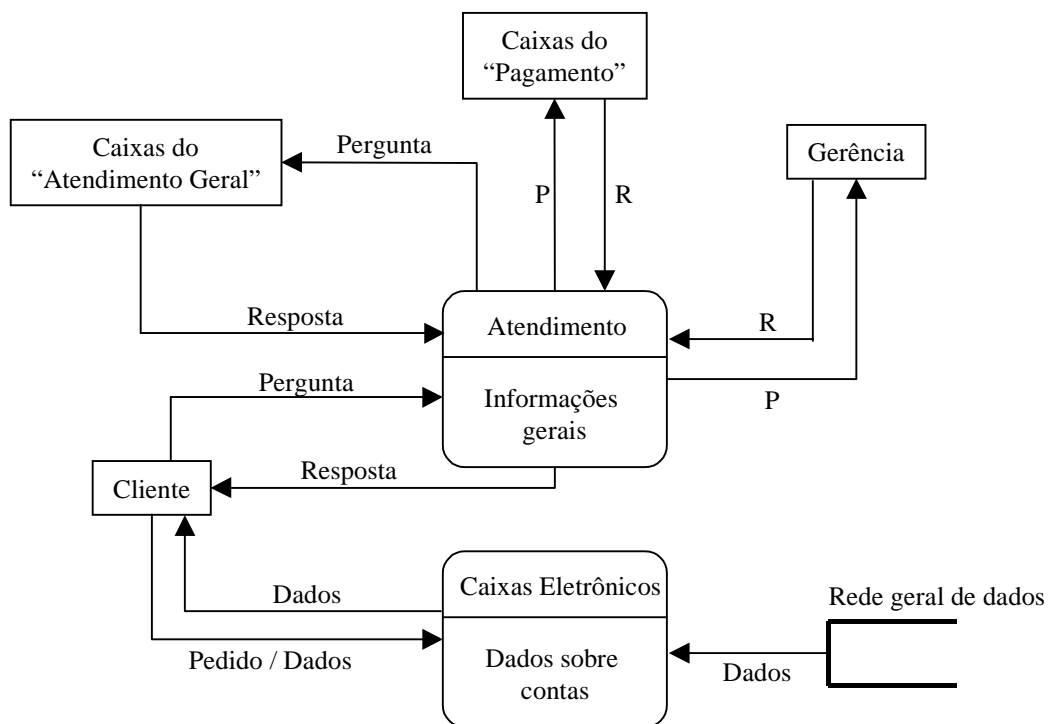 Caixas do
“Pagamento”
Caixas do
“Atendimento Geral”
Pergunta
Gerência
P
R
Resposta
Atendimento
R
Pergunta
Informações
gerais
P
Resposta
Cliente
Dados
Caixas Eletrônicos
Rede geral de dados
Pedido / Dados
Dados sobre
contas
Dados